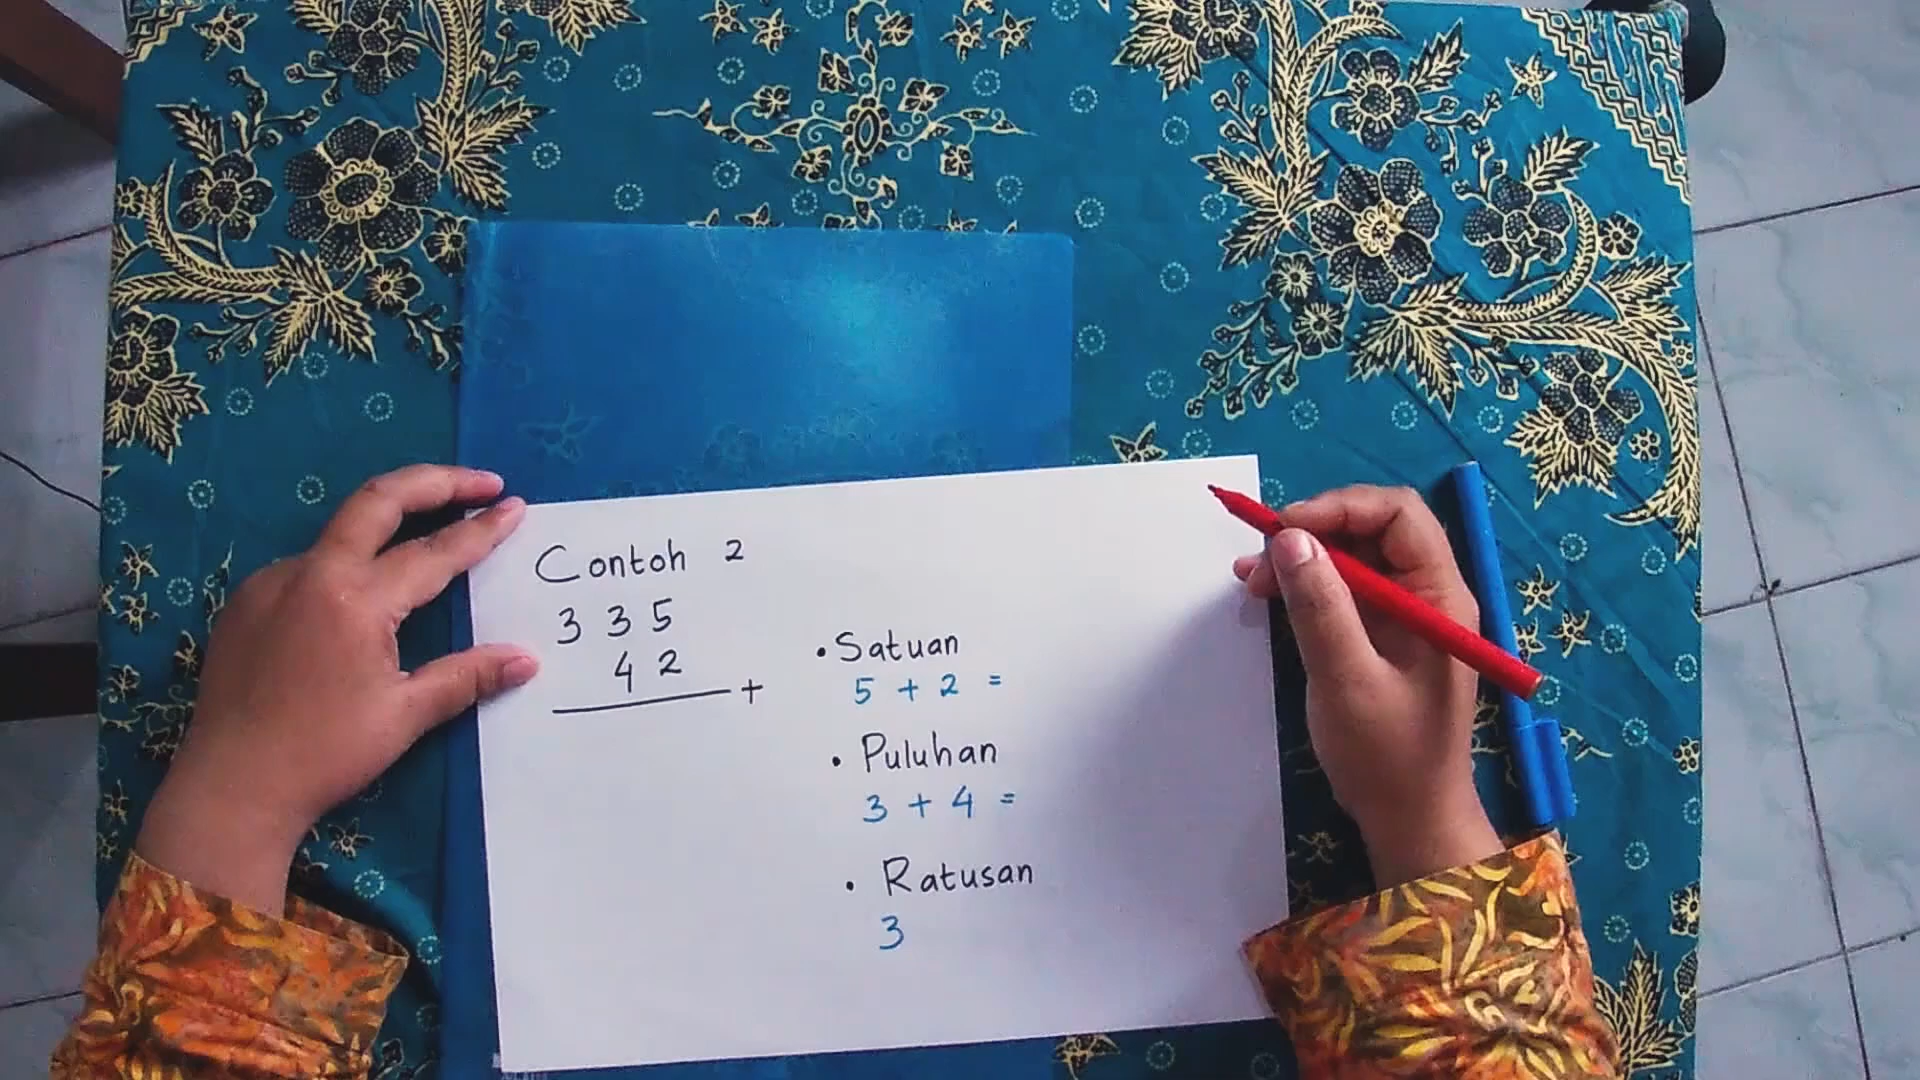 Contoh 2
3 3 5
4 2
+
• Satuan
5 + 2 =
• Puluhan
3 + 4 =
• Ratusan
3